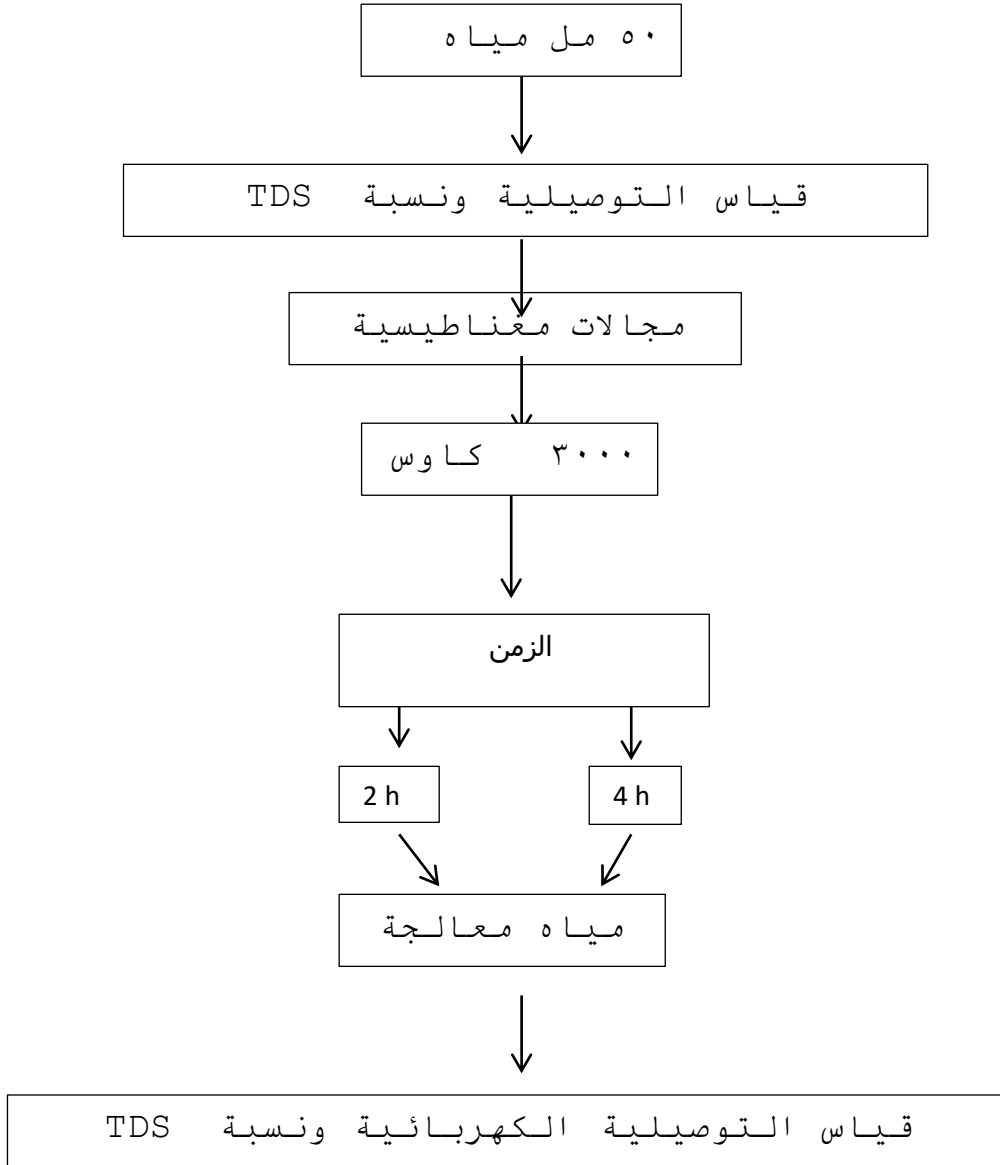 ٥٠ مل مياه
قياس التوصيلية ونسبة TDS
مجالات مغناطيسية
٣٠٠٠ كاوس
الزمن
2 h
4 h
مياه معالجة
قياس التوصيلية الكهربائية ونسبة TDS